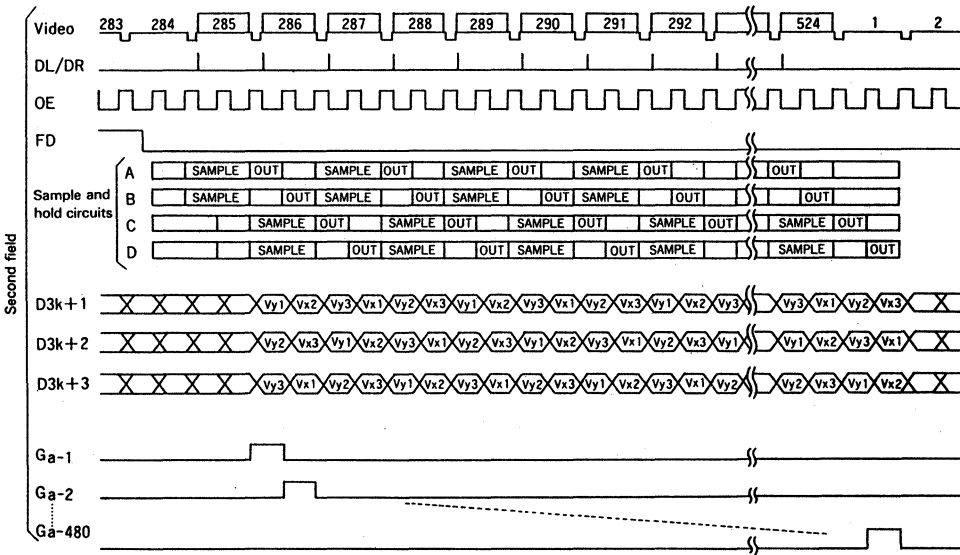 Second field
Video 283 284 285 286 287 288 289 290 291 292 524 1 2
DL/DR
OE
FD
Sample and
hold circuits
A SAMPLE OUT SAMPLE OUT SAMPLE OUT SAMPLE OUT OUT
B SAMPLE OUT SAMPLE OUT SAMPLE OUT SAMPLE OUT OUT
C SAMPLE OUT SAMPLE OUT SAMPLE OUT SAMPLE OUT SAMPLE OUT
D SAMPLE OUT SAMPLE OUT SAMPLE OUT SAMPLE SAMPLE OUT
D3k+1 Vy1 Vx2 Vy3 Vx1 Vy2 Vx3 Vy1 Vx2 Vy3 Vx1 Vy2 Vx3 Vy1 Vx2 Vy3 Vy3 Vx1 Vy2 Vx3
D3k+2 Vy2 Vx3 Vy1 Vx2 Vy3 Vx1 Vy2 Vx3 Vy1 Vx2 Vy3 Vx1 Vy2 Vx3 Vy1 Vy1 Vx2 Vy3 Vx1
D3k+3 Vy3 Vx1 Vy2 Vx3 Vy1 Vx2 Vy3 Vx1 Vy2 Vx3 Vy1 Vx2 Vy3 Vx1 Vy2 Vy2 Vx3 Vy1 Vx2
Ga-1
Ga-2
Ga-480